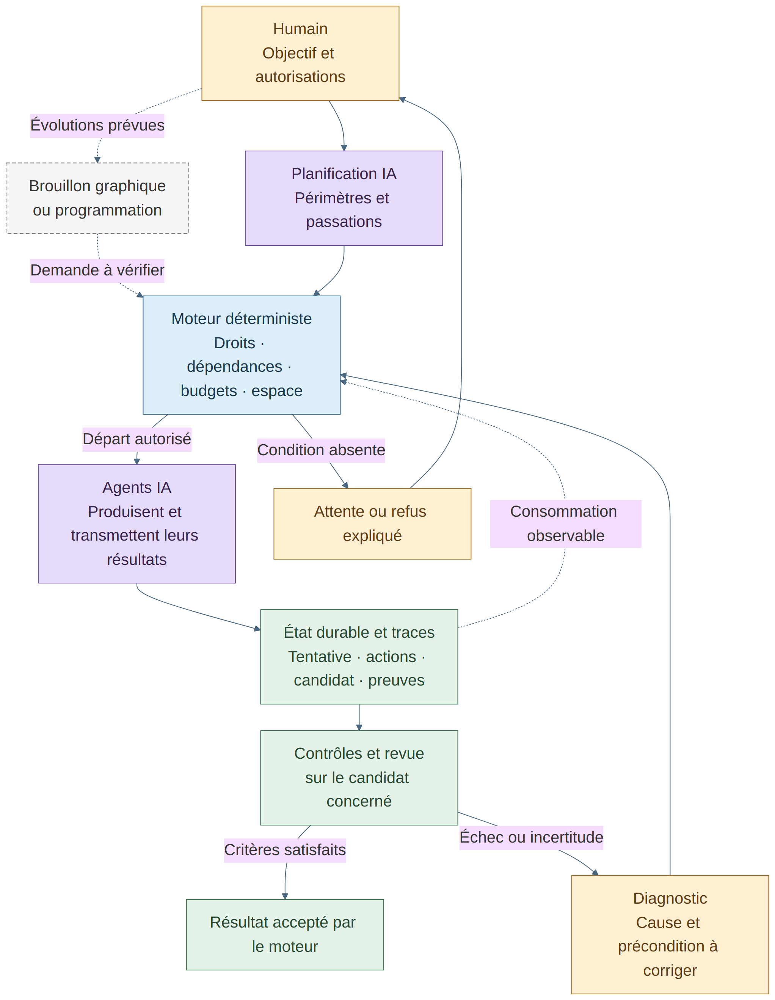 Humain
Objectif et
autorisations
Évolutions prévues
Brouillon graphique
ou programmation
Planification IA
Périmètres et
passations
Demande à vérifier
Moteur déterministe
Droits ·
dépendances ·
budgets · espace
Départ autorisé
Condition absente
Agents IA
Produisent et
transmettent leurs
résultats
Attente ou refus
expliqué
Consommation
observable
État durable et traces
Tentative · actions ·
candidat · preuves
Contrôles et revue
sur le candidat
concerné
Critères satisfaits
Échec ou incertitude
Résultat accepté par
le moteur
Diagnostic
Cause et
précondition à
corriger